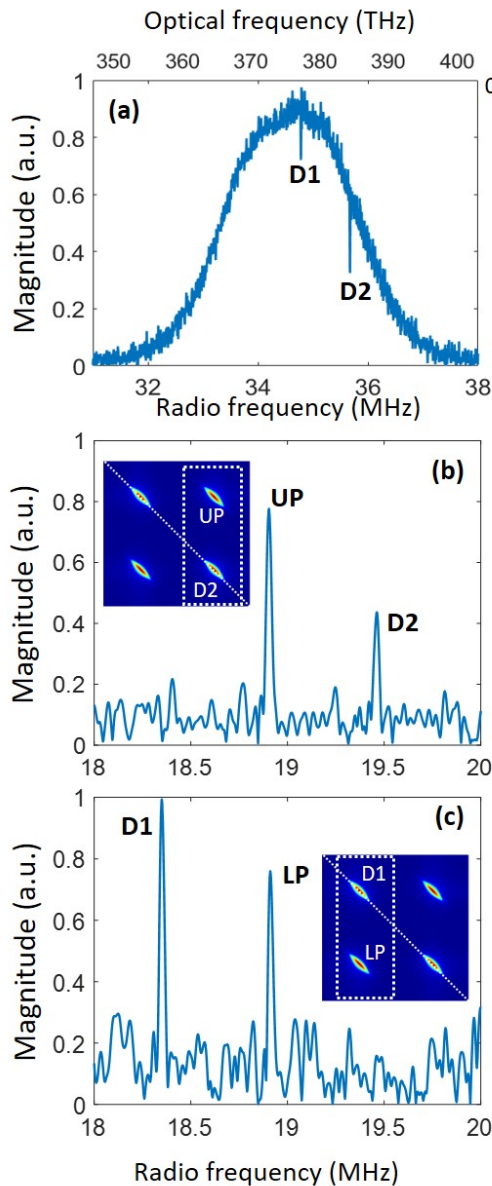 Optical frequency (THz)
350 360 370 380 390 400
0
Magnitude (a.u.)
1
0.8
0.6
0.4
0.2
0
(a)
D1
D2
32 34 36 38
Radio frequency (MHz)
Magnitude (a.u.)
1
0.8
0.6
0.4
0.2
0
(b)
UP
UP
D2
D2
18 18.5 19 19.5 20
Magnitude (a.u.)
1
0.8
0.6
0.4
0.2
0
D1
(c)
LP
D1
LP
18 18.5 19 19.5 20
Radio frequency (MHz)